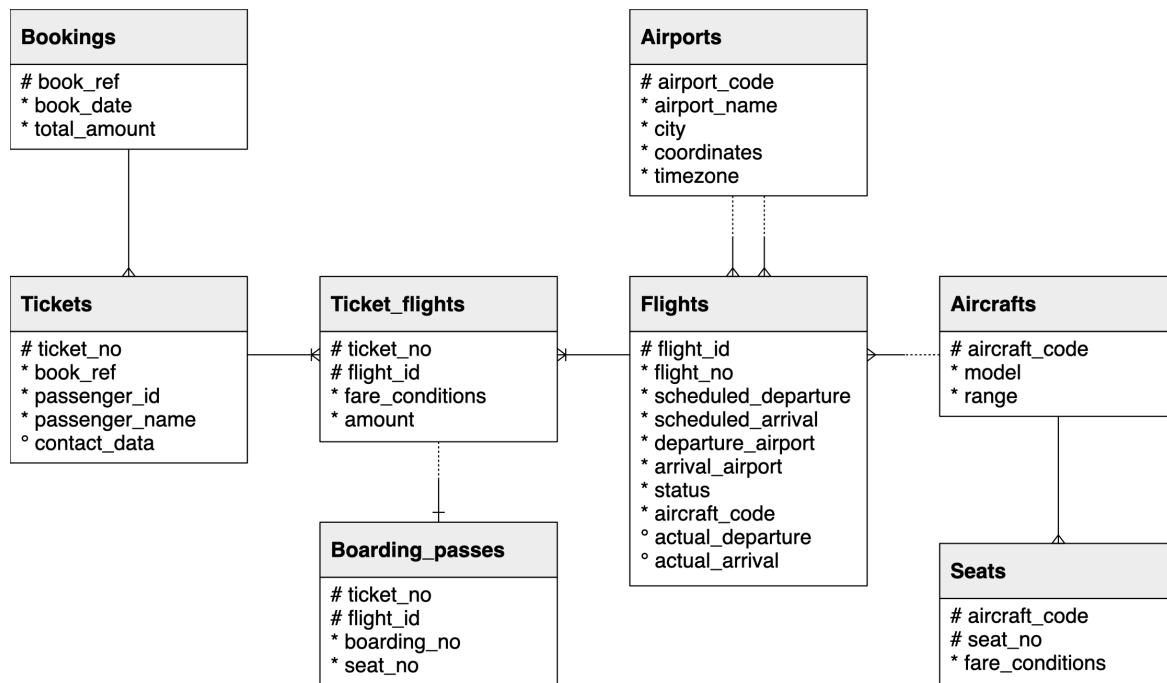 Bookings
# book_ref
* book_date
* total_amount
Airports
# airport_code
* airport_name
* city
* coordinates
* timezone
Tickets
# ticket_no
* book_ref
* passenger_id
* passenger_name
° contact_data
Ticket_flights
# ticket_no
# flight_id
* fare_conditions
* amount
Flights
# flight_id
* flight_no
* scheduled_departure
* scheduled_arrival
* departure_airport
* arrival_airport
* status
* aircraft_code
° actual_departure
° actual_arrival
Aircrafts
# aircraft_code
* model
* range
Boarding_passes
# ticket_no
# flight_id
* boarding_no
* seat_no
Seats
# aircraft_code
# seat_no
* fare_conditions